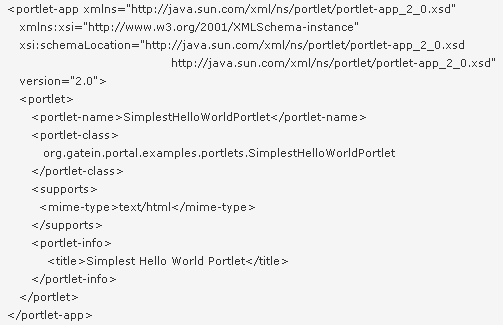 <portlet-app xmlns="http://java.sun.com/xml/ns/portlet/portlet-app_2_0.xsd"
xmlns:xsi="http://www.w3.org/2001/XMLSchema-instance"
xsi:schemaLocation="http://java.sun.com/xml/ns/portlet/portlet-app_2_0.xsd
http://java.sun.com/xml/ns/portlet/portlet-app_2_0.xsd"
version="2.0">
<portlet>
<portlet-name>SimplestHelloWorldPortlet</portlet-name>
<portlet-class>
org.gatein.portal.examples.portlets.SimplestHelloWorldPortlet
</portlet-class>
<supports>
<mime-type>text/html</mime-type>
</supports>
<portlet-info>
<title>Simplest Hello World Portlet</title>
</portlet-info>
</portlet>
</portlet-app>